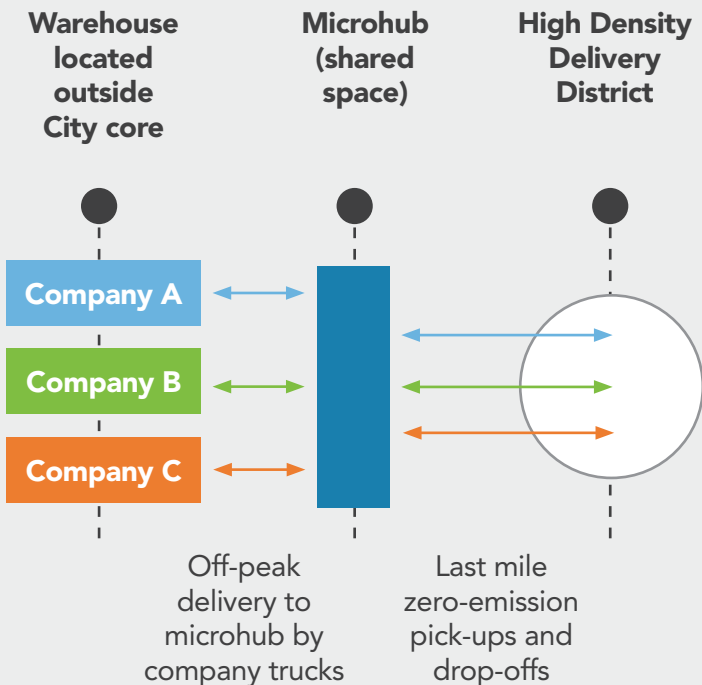 Warehouse
located
outside
City core
Microhub
(shared
space)
High Density
Delivery
District
Company A
Company B
Company C
Off-peak
delivery to
microhub by
company trucks
Last mile
zero-emission
pick-ups and
drop-offs